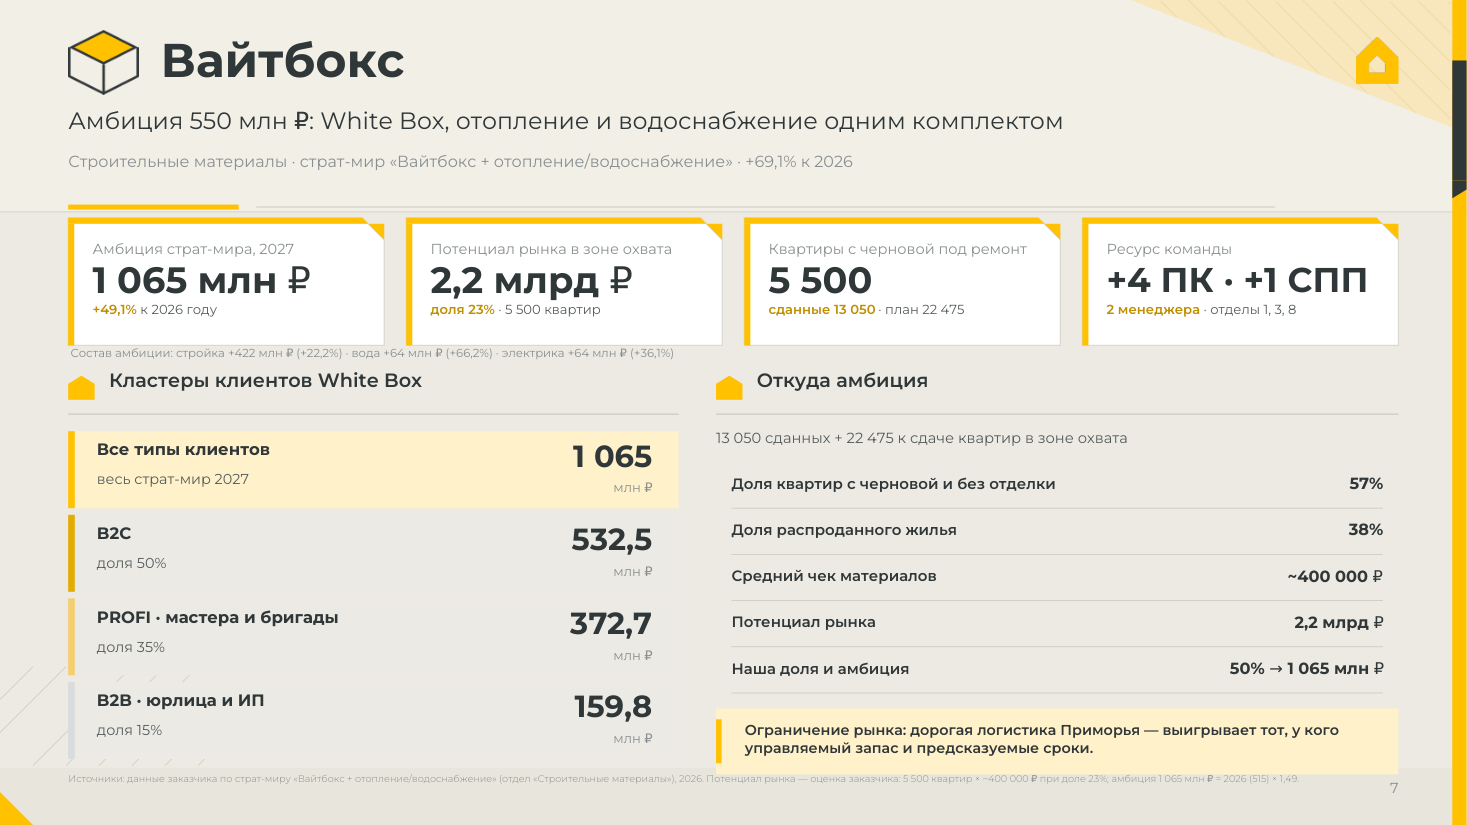 Вайтбокс
Амбиция 550 млн ₽: White Box, отопление и водоснабжение одним комплектом
Строительные материалы · страт-мир «Вайтбокс + отопление/водоснабжение» · +69,1% к 2026
Амбиция страт-мира, 2027
1 065 млн ₽
+49,1% к 2026 году
Потенциал рынка в зоне охвата
2,2 млрд ₽
доля 23% · 5 500 квартир
Квартиры с черновой под ремонт
5 500
сданные 13 050 · план 22 475
Ресурс команды
+4 ПК · +1 СПП
2 менеджера · отделы 1, 3, 8
Состав амбиции: стройка +422 млн ₽ (+22,2%) · вода +64 млн ₽ (+66,2%) · электрика +64 млн ₽ (+36,1%)
Кластеры клиентов White Box
Все типы клиентов
весь страт-мир 2027
1 065
млн ₽
B2C
доля 50%
532,5
млн ₽
PROFI · мастера и бригады
доля 35%
372,7
млн ₽
B2B · юрлица и ИП
доля 15%
159,8
млн ₽
Откуда амбиция
13 050 сданных + 22 475 к сдаче квартир в зоне охвата
Доля квартир с черновой и без отделки 57%
Доля распроданного жилья 38%
Средний чек материалов ~400 000 ₽
Потенциал рынка 2,2 млрд ₽
Наша доля и амбиция 50% → 1 065 млн ₽
Ограничение рынка: дорогая логистика Приморья — выигрывает тот, у кого
управляемый запас и предсказуемые сроки.
Источники: данные заказчика по страт-миру «Вайтбокс + отопление/водоснабжение» (отдел «Строительные материалы»), 2026. Потенциал рынка — оценка заказчика: 5 500 квартир × ~400 000 ₽ при доле 23%; амбиция 1 065 млн ₽ = 2026 (515) × 1,49.
7